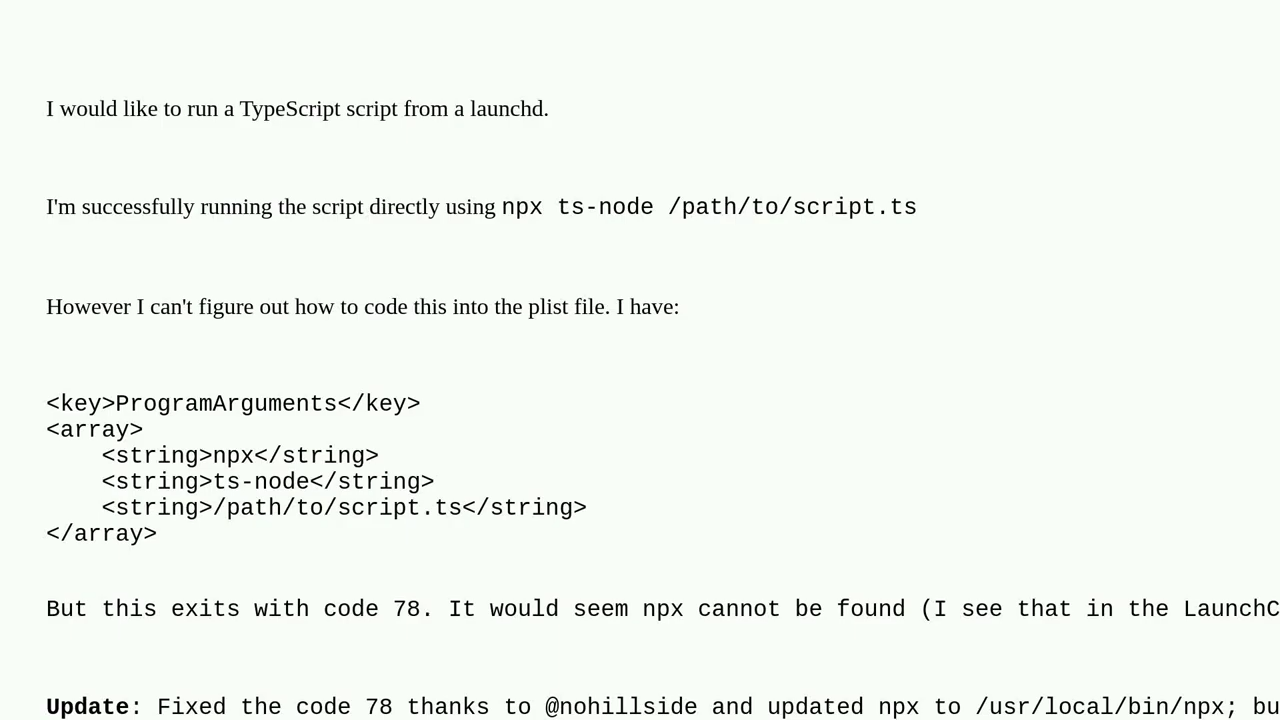 I would like to run a TypeScript script from a launchd.
I'm successfully running the script directly using npx ts-node /path/to/script.ts
However I can't figure out how to code this into the plist file. I have:
<key>ProgramArguments</key>
<array>
    <string>npx</string>
    <string>ts-node</string>
    <string>/path/to/script.ts</string>
</array>
But this exits with code 78. It would seem npx cannot be found (I see that in the LaunchC
Update: Fixed the code 78 thanks to @nohillside and updated npx to /usr/local/bin/npx; bu